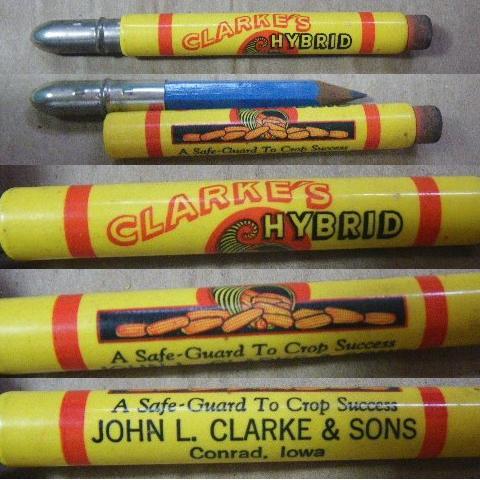 CLARKE'S
HYBRID
A Safe-Guard To Crop Success
CLARKE'S
HYBRID
A Safe-Guard To Crop Success
A Safe-Guard To Crop Success
JOHN L. CLARKE & SONS
Conrad, Iowa